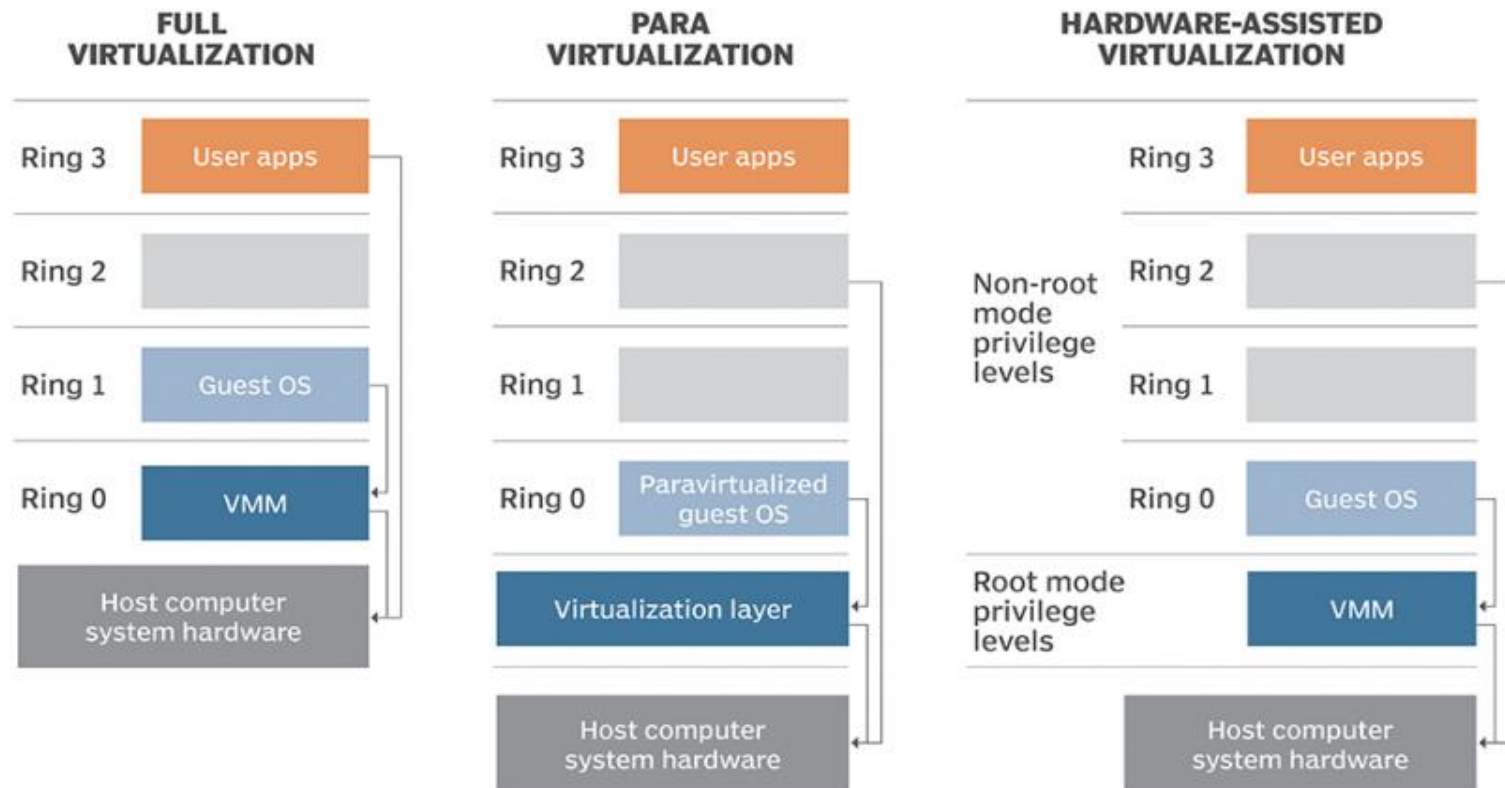 FULL
VIRTUALIZATION
Ring 3
User apps
Ring 2
Ring 1
Guest OS
Ring 0
VMM
Host computer
system hardware
PARA
VIRTUALIZATION
Ring 3
User apps
Ring 2
Ring 1
Ring 0
Paravirtualized
guest OS
Virtualization layer
Host computer
system hardware
HARDWARE-ASSISTED
VIRTUALIZATION
Non-root
mode
privilege
levels
Ring 3
User apps
Ring 2
Ring 1
Ring 0
Guest OS
Root mode
privilege
levels
VMM
Host computer
system hardware